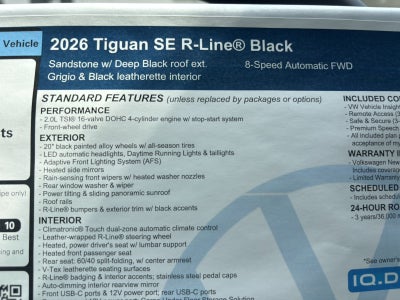 Vehicle
2026 Tiguan SE R-Line® Black
Sandstone w/ Deep Black roof ext.
8-Speed Automatic FWD
Grigio & Black leatherette interior
STANDARD FEATURES (unless replaced by packages or options)
PERFORMANCE
• 2.0L TSI® 16-valve DOHC 4-cylinder engine w/stop-start system
• Front-wheel drive
EXTERIOR
• 20" black painted alloy wheels w/ all-season tires
• LED automatic headlights, Daytime Running Lights & taillights
• Adaptive Front Lighting System (AFS)
• Heated side mirrors
• Rain-sensing front wipers w/ heated washer nozzles
• Rear window washer & wiper
• Power tilting & sliding panoramic sunroof
• Roof rails
• R-Line® bumpers & exterior trim w/ black accents
INTERIOR
• Climatronic® Touch dual-zone automatic climate control
• Leather-wrapped R-Line® steering wheel
• Heated, power driver's seat w/ lumbar support
• Heated front passenger seat
• Rear seat: 60/40 split-folding, w/ center armrest
• V-Tex leatherette seating surfaces
• R-Line® badging & interior accents; stainless steel pedal caps
• Auto-dimming interior rearview mirror
• Front USB-C ports & 12V power port; rear USB-C ports
INCLUDED CO
• VW Vehicle Insight
• Remote Access (3
• Safe & Secure (3-
• Premium Speech
• All plans incl
acceptance of m
WARRANTY I
• Volkswagen New
Includes coverage
• Limited Warranty
SCHEDULED
• Includes Schedule
24-HOUR RO
• 3 years/36,000 m
*See owners
IQ.D
ts
pe only)
10
Best
and